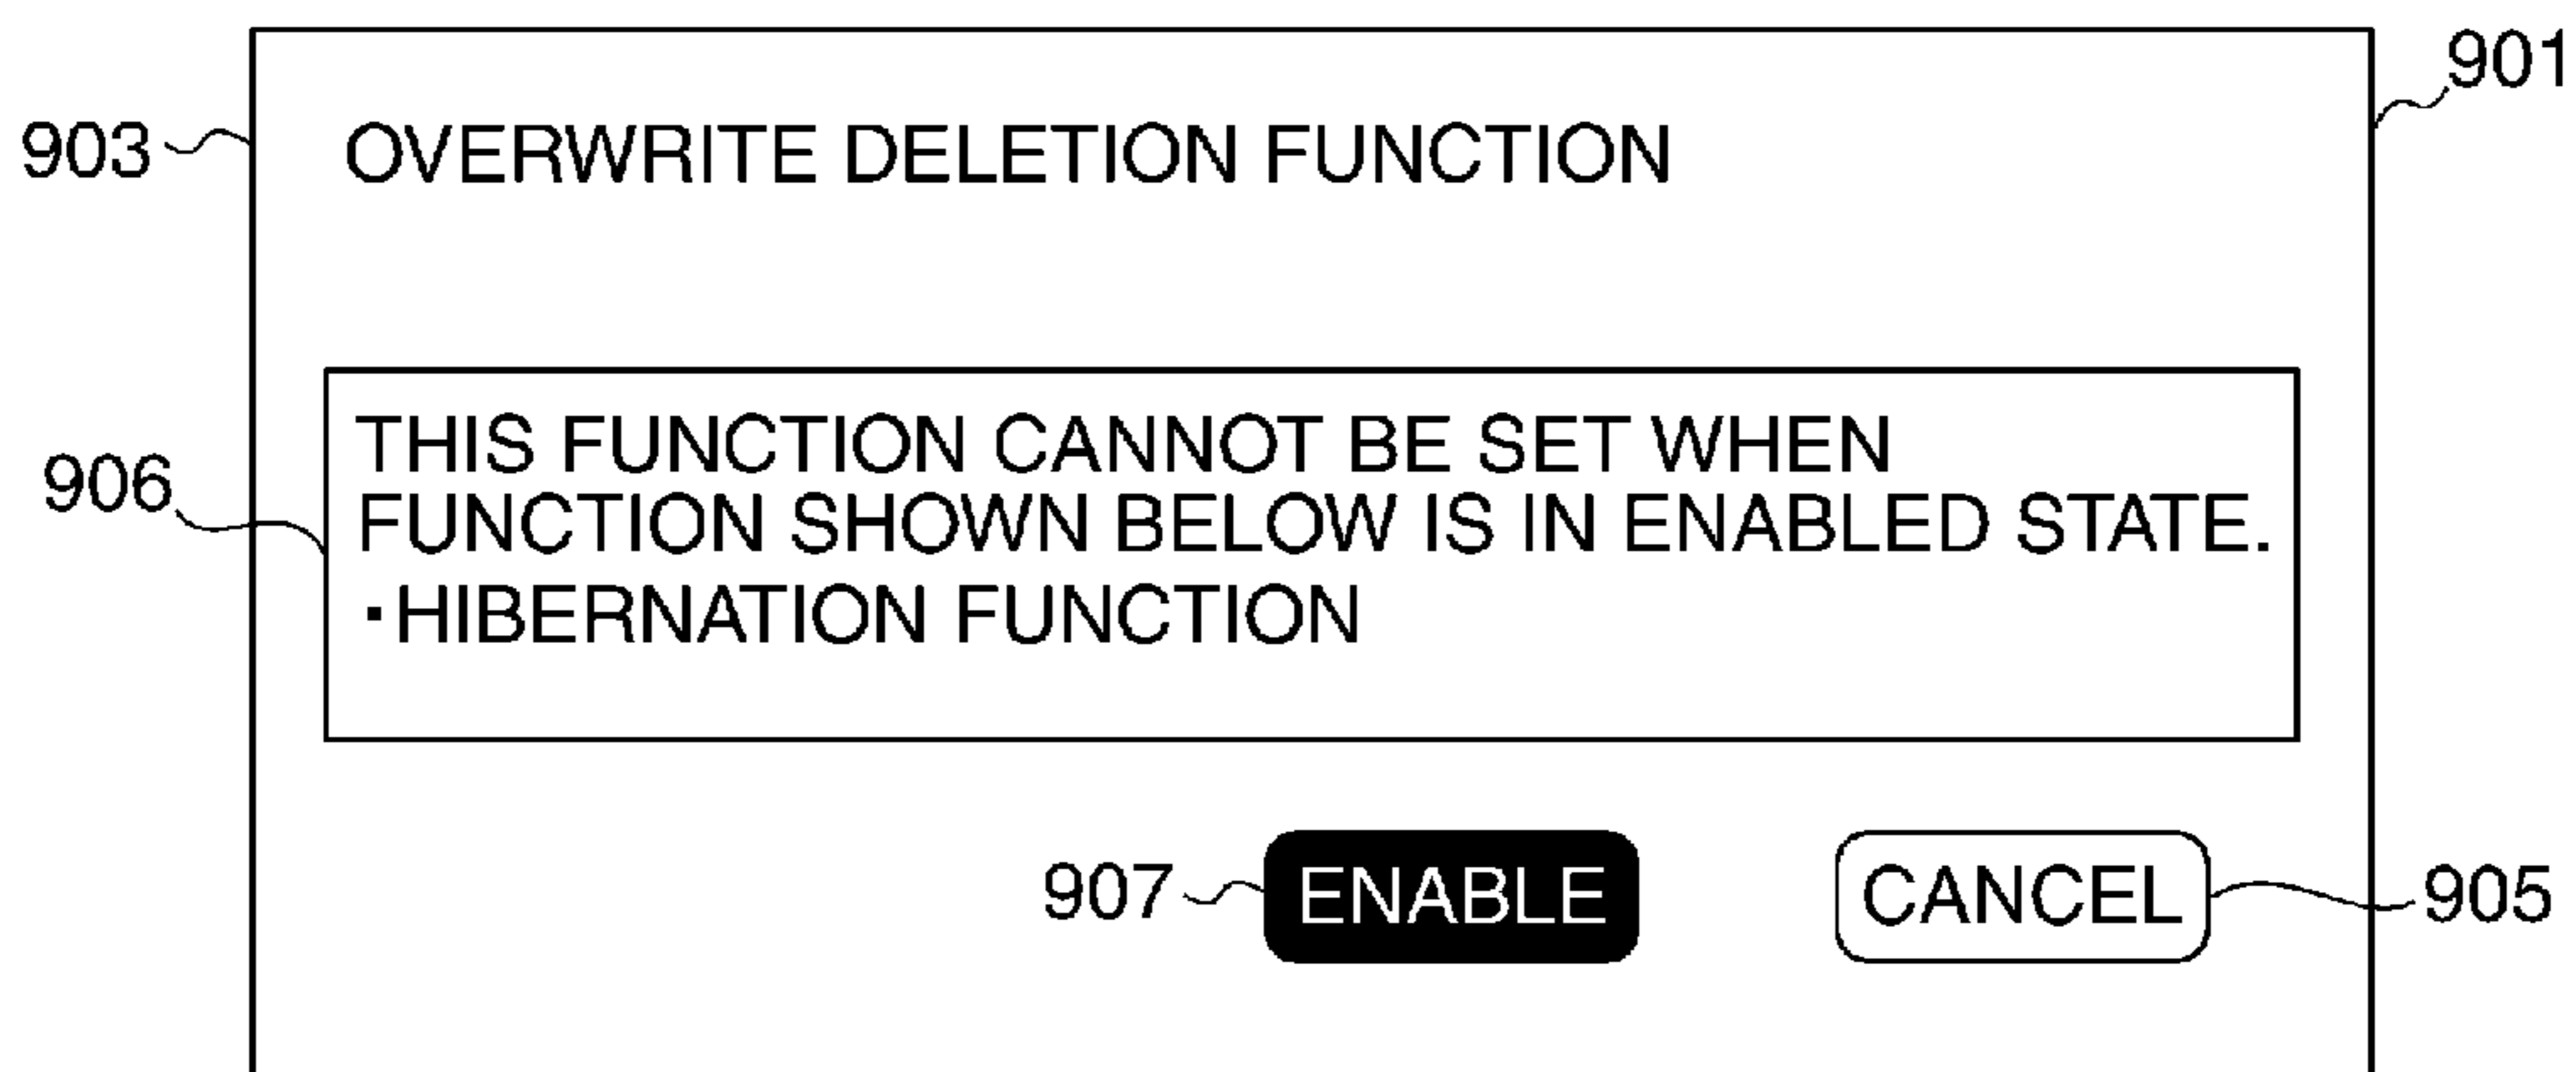 901
903 OVERWRITE DELETION FUNCTION
THIS FUNCTION CANNOT BE SET WHEN
906 FUNCTION SHOWN BELOW IS IN ENABLED STATE.
・HIBERNATION FUNCTION
907 ENABLE CANCEL 905